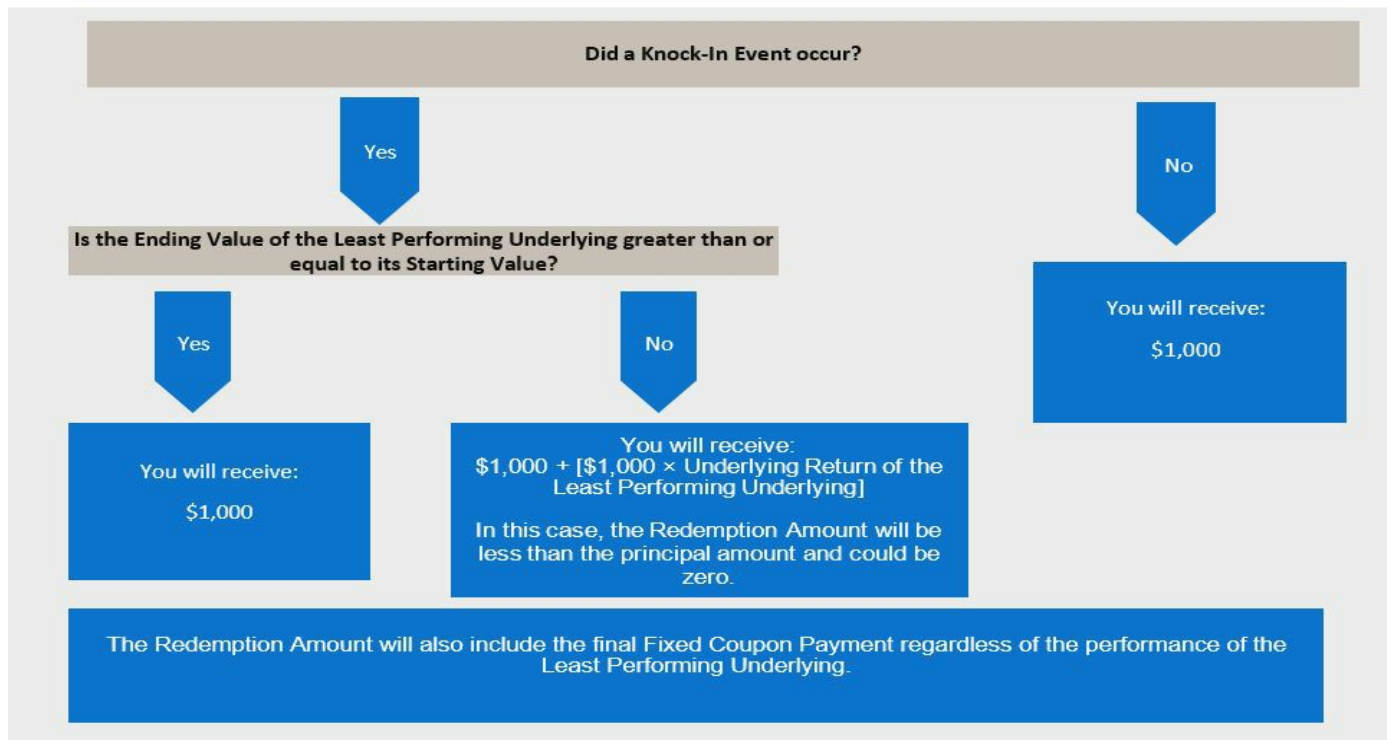 Did a Knock-In Event occur?
Yes
No
Is the Ending Value of the Least Performing Underlying greater than or
equal to its Starting Value?
Yes
No
You will receive:
$1,000
You will receive:
$1,000
You will receive:
$1,000 + [$1,000 × Underlying Return of the
Least Performing Underlying]
In this case, the Redemption Amount will be
less than the principal amount and could be
zero.
The Redemption Amount will also include the final Fixed Coupon Payment regardless of the performance of the
Least Performing Underlying.